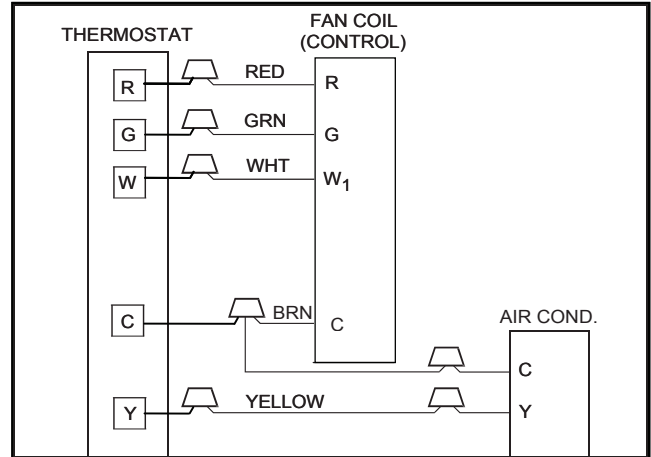 THERMOSTAT
FAN COIL
(CONTROL)
R
RED
R
G
GRN
G
W
WHT
W1
C
BRN
C
AIR COND.
C
Y
YELLOW
Y